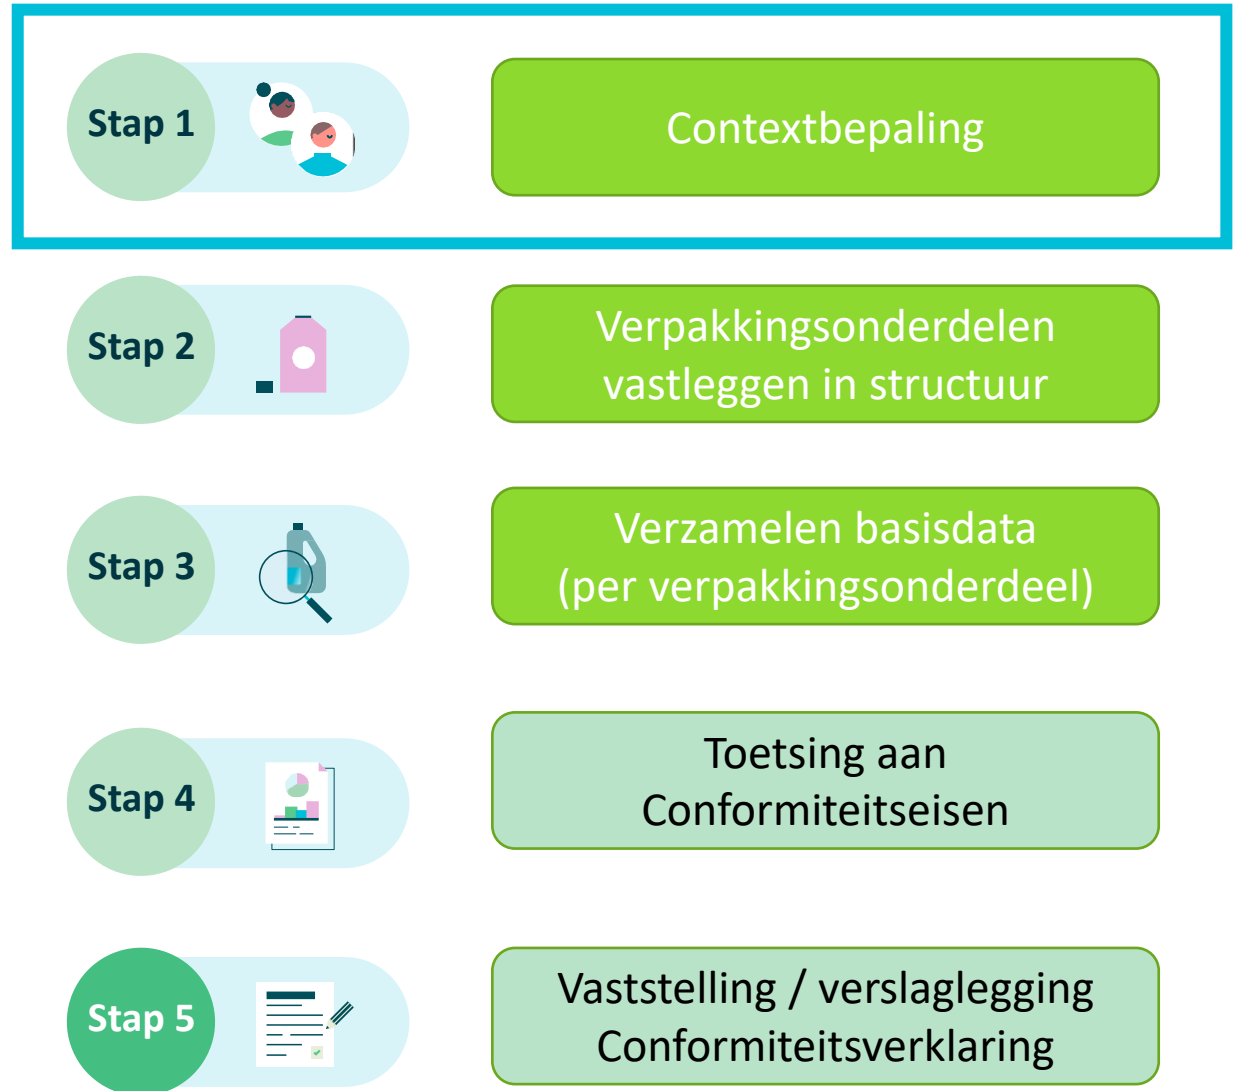 Stap 1
Contextbepaling
Stap 2
Verpakkingsonderdelen
vastleggen in structuur
Stap 3
Verzamelen basisdata
(per verpakkingsonderdeel)
Stap 4
Toetsing aan
Conformiteitseisen
Stap 5
Vaststelling / verslaglegging
Conformiteitsverklaring